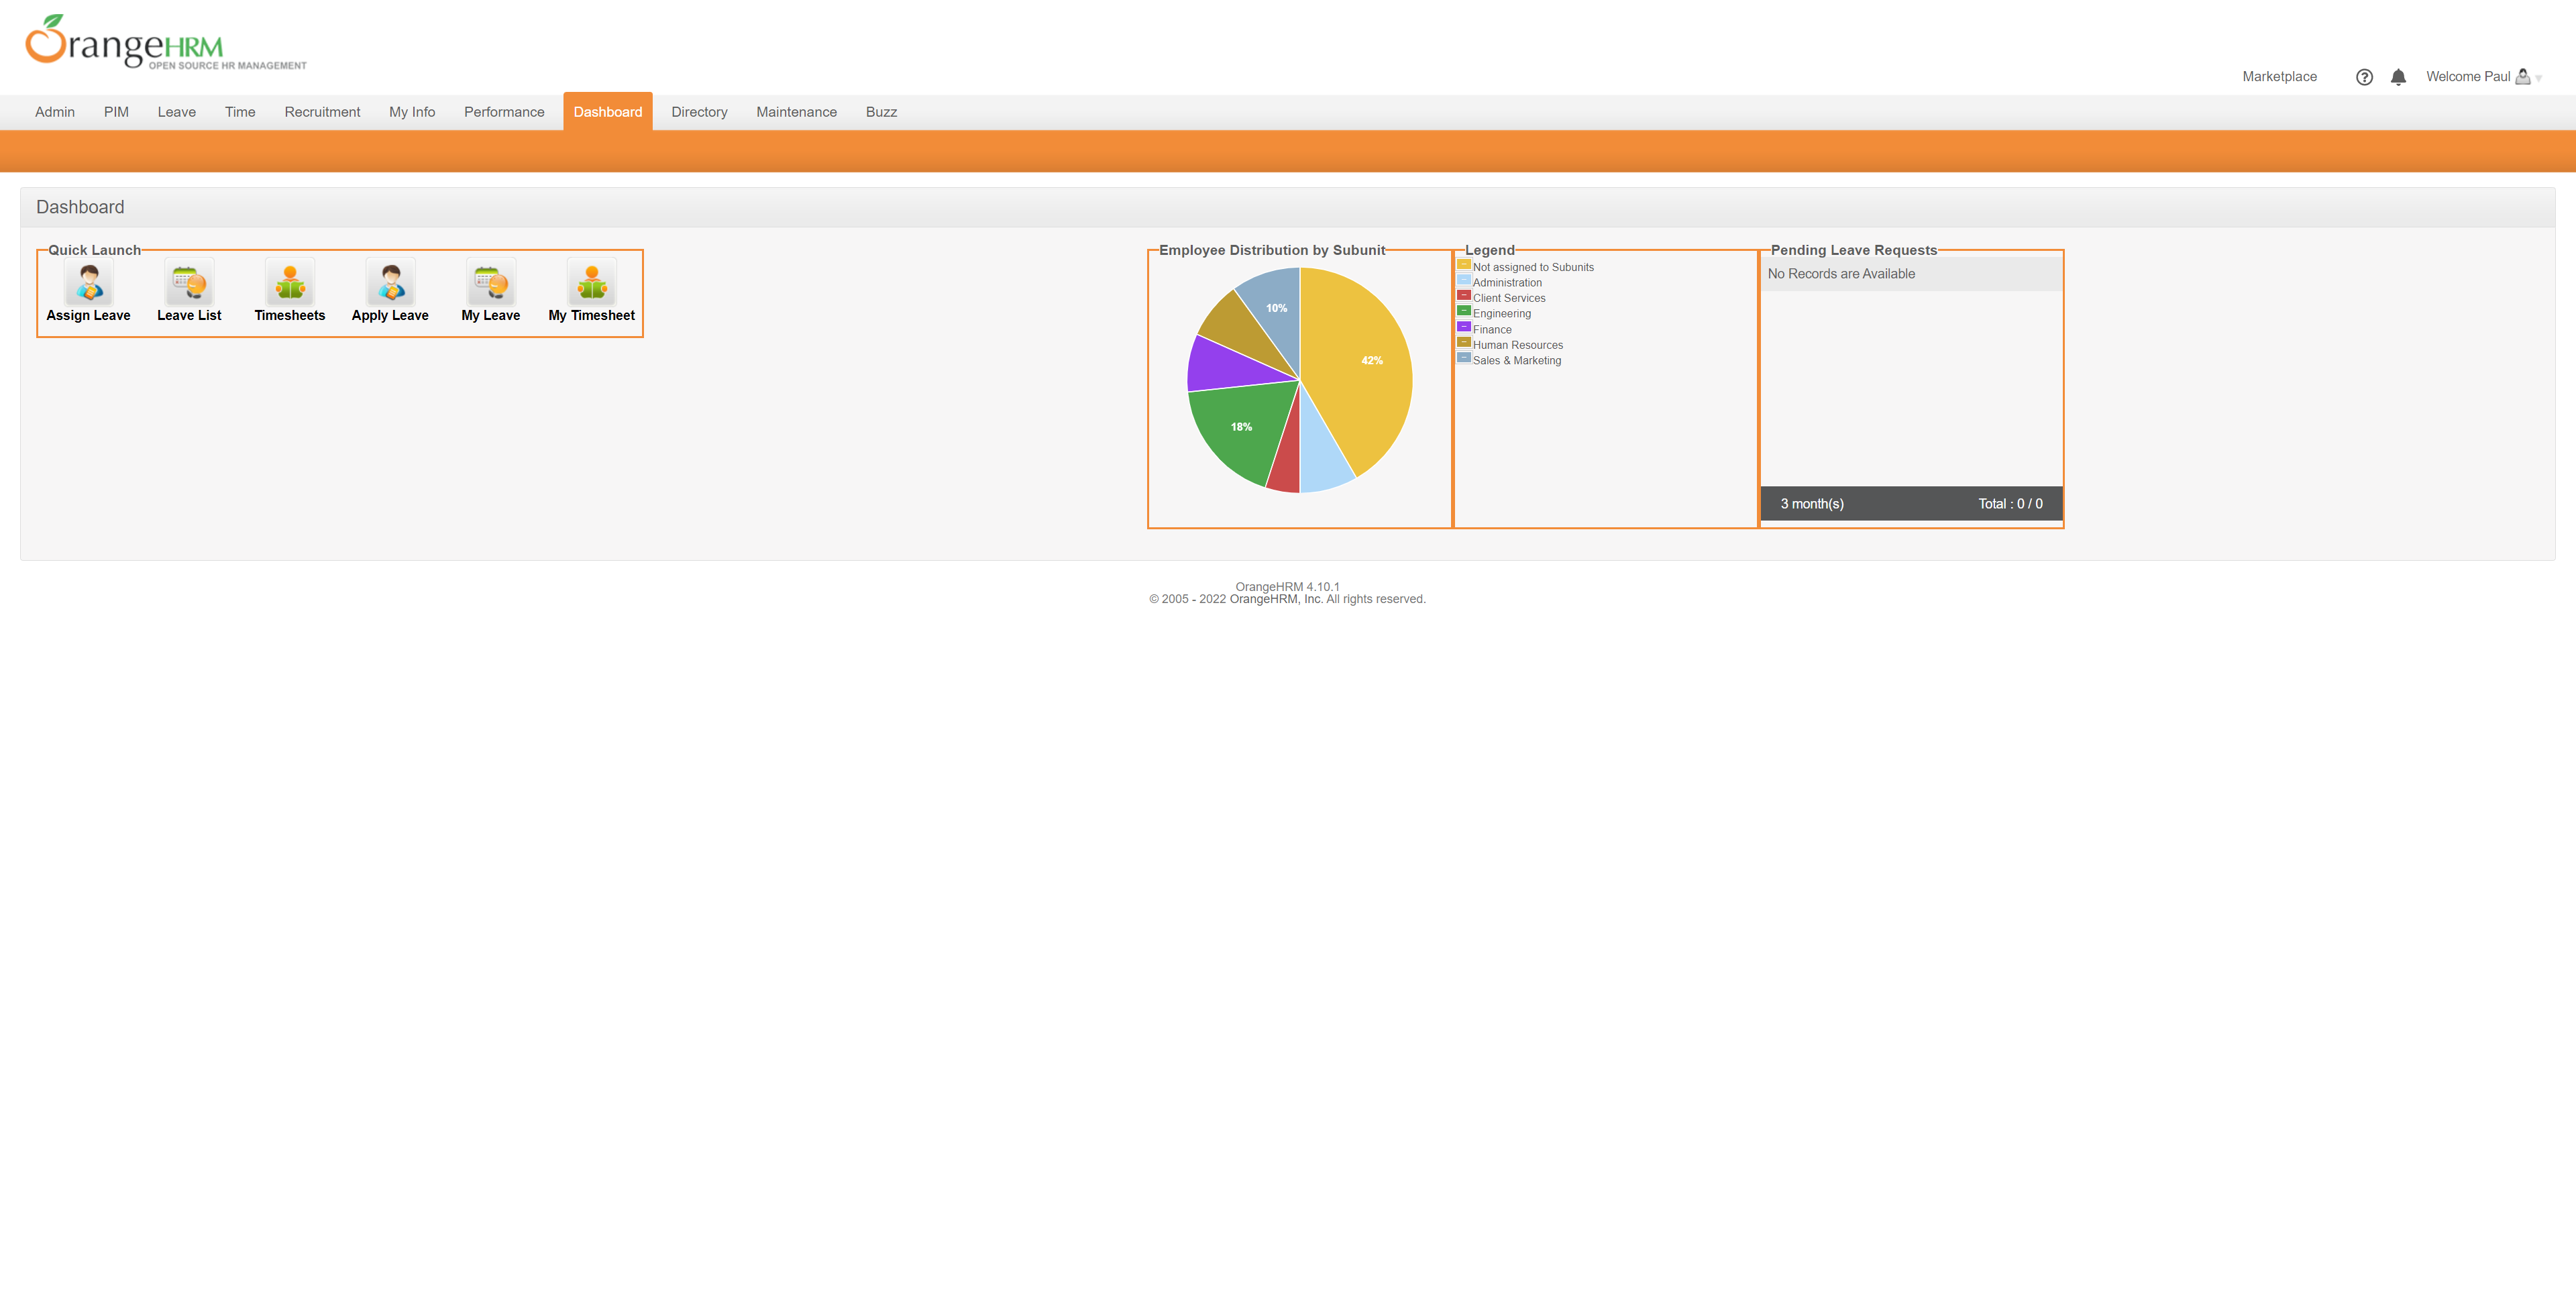 OrangeHRM
OPEN SOURCE HR MANAGEMENT
Marketplace
Welcome Paul
Admin PIM Leave Time Recruitment My Info Performance Dashboard Directory Maintenance Buzz
Dashboard
Quick Launch
Assign Leave Leave List Timesheets Apply Leave My Leave My Timesheet
Employee Distribution by Subunit
10%
42%
18%
Legend
Not assigned to Subunits
Administration
Client Services
Engineering
Finance
Human Resources
Sales & Marketing
Pending Leave Requests
No Records are Available
3 month(s) Total : 0 / 0
OrangeHRM 4.10.1
© 2005 - 2022 OrangeHRM, Inc. All rights reserved.